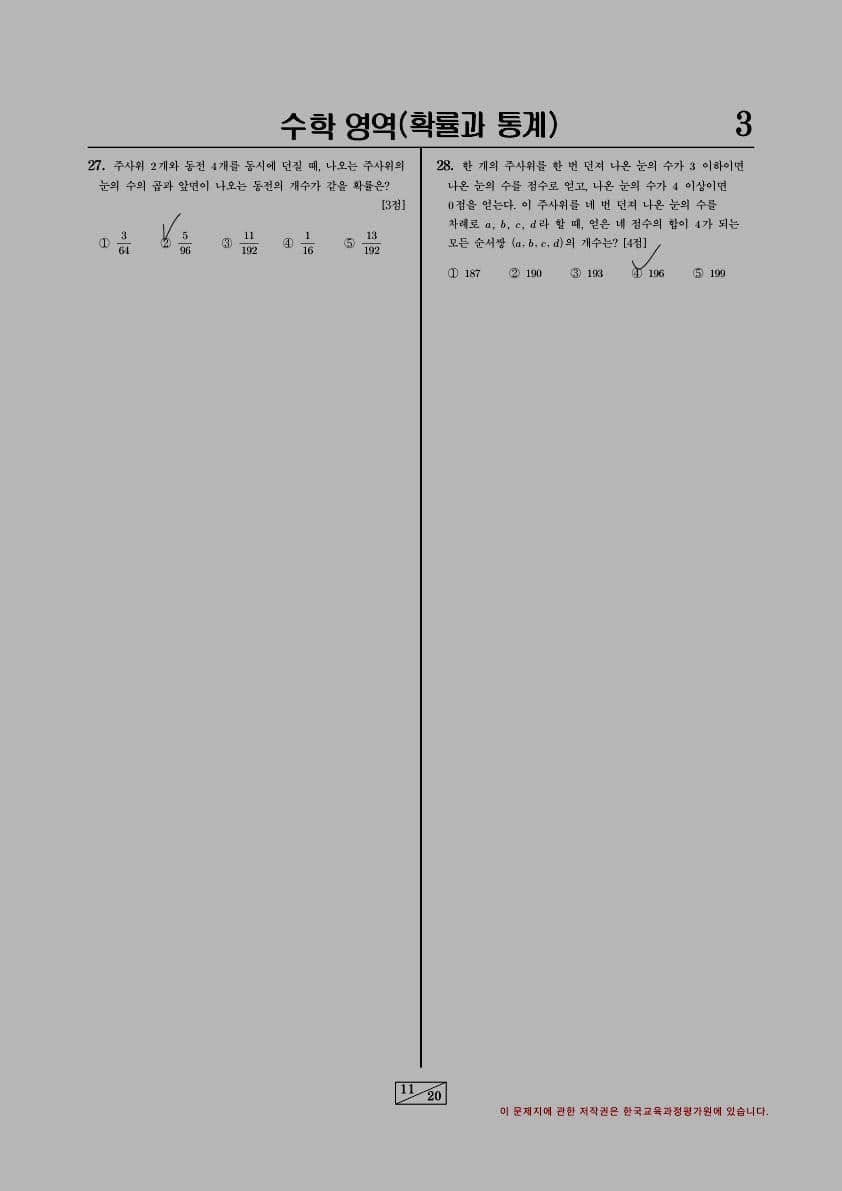 수학 영역(확률과 통계)
3
27. 주사위 2개와 동전 4개를 동시에 던질 때, 나오는 주사위의
눈의 수의 곱과 앞면이 나오는 동전의 개수가 같을 확률은?
[3점]
① 3/64 ② 5/96 ③ 11/192 ④ 1/16 ⑤ 13/192
28. 한 개의 주사위를 한 번 던져 나온 눈의 수가 3 이하이면
나온 눈의 수를 점수로 얻고, 나온 눈의 수가 4 이상이면
0점을 얻는다. 이 주사위를 네 번 던져 나온 눈의 수를
차례로 a, b, c, d라 할 때, 얻은 네 점수의 합이 4가 되는
모든 순서쌍 (a, b, c, d)의 개수는? [4점]
① 187 ② 190 ③ 193 ④ 196 ⑤ 199
11/20
이 문제지에 관한 저작권은 한국교육과정평가원에 있습니다.